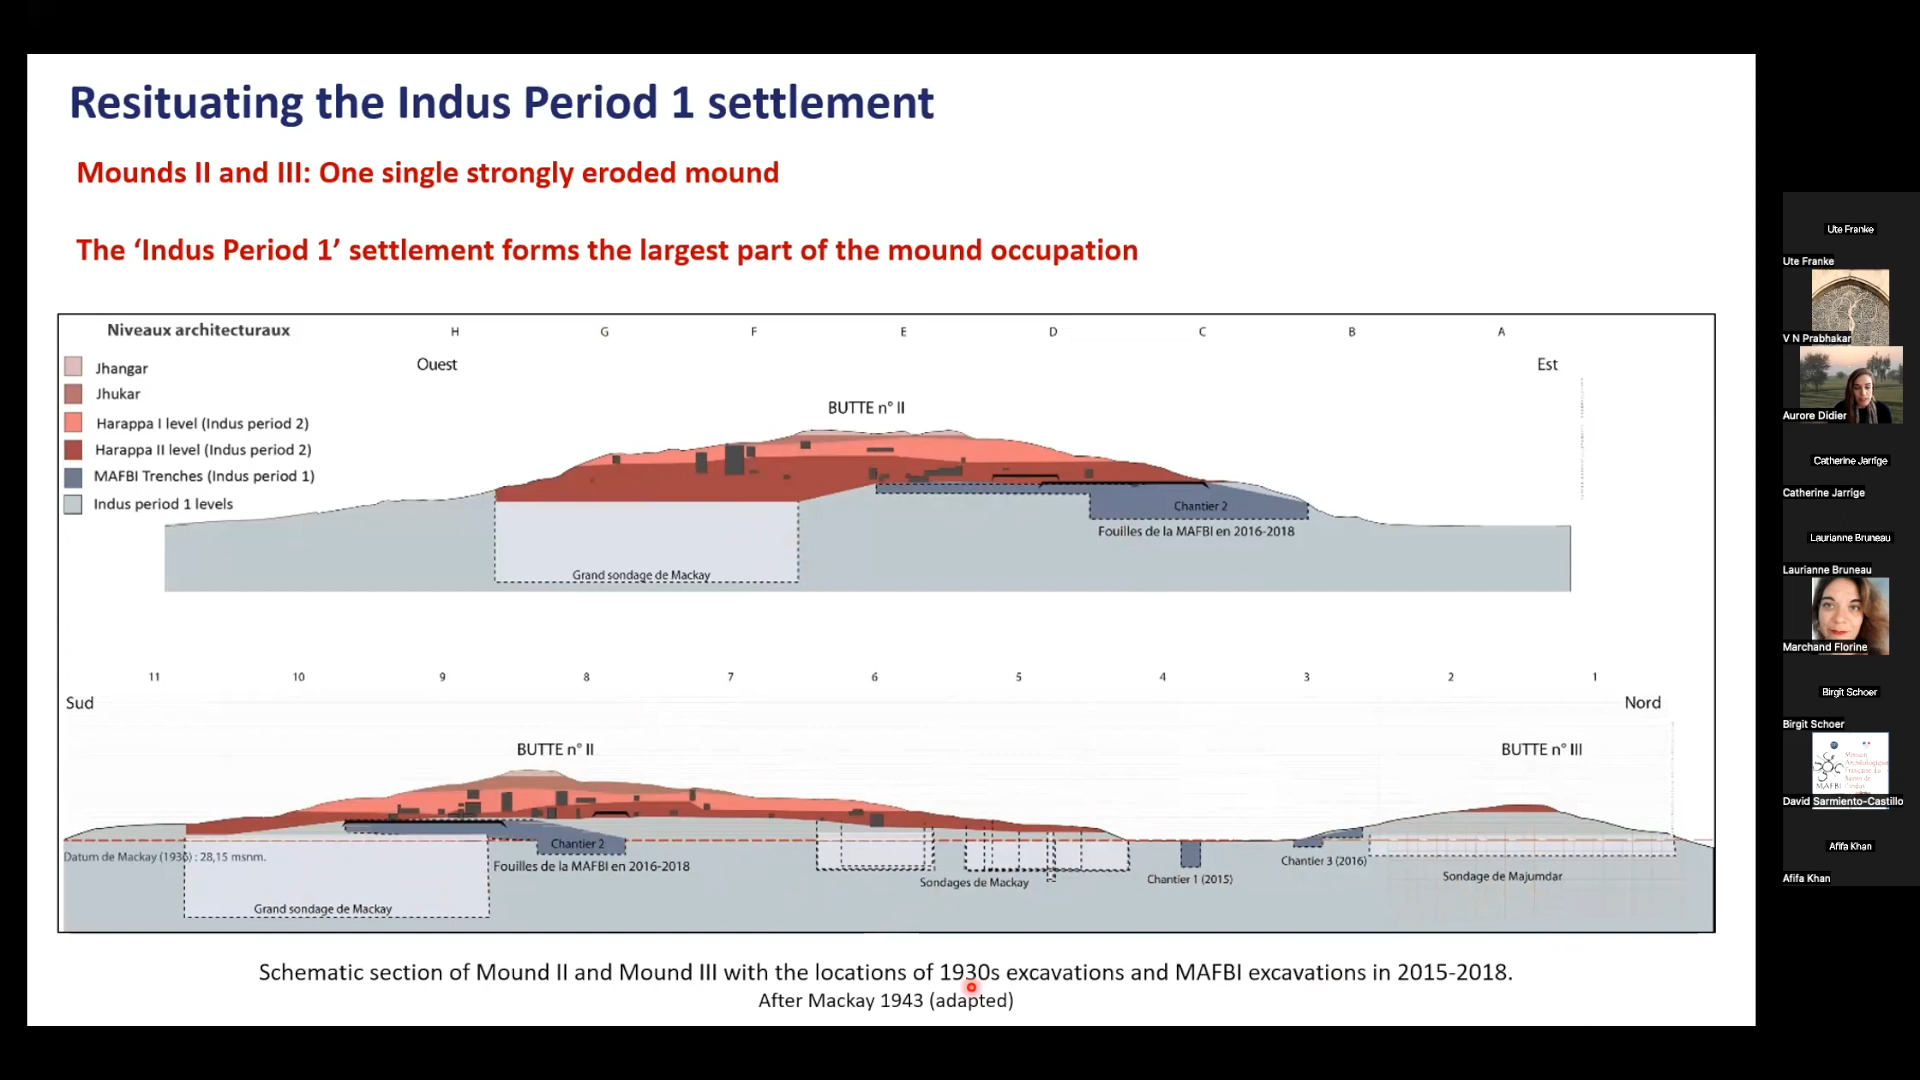 Resituating the Indus Period 1 settlement
Mounds II and III: One single strongly eroded mound
The ‘Indus Period 1’ settlement forms the largest part of the mound occupation
Niveaux architecturaux
H G F E D C B A
Jhangar
Jhukar
Harappa I level (Indus period 2)
Harappa II level (Indus period 2)
MAFBI Trenches (Indus period 1)
Indus period 1 levels
Ouest
Est
BUTTE n° II
Chantier 2
Fouilles de la MAFBI en 2016-2018
Grand sondage de Mackay
11 10 9 8 7 6 5 4 3 2 1
Sud
Nord
BUTTE n° II
BUTTE n° III
Datum de Mackay (1936) : 28,15 msnm.
Chantier 2
Fouilles de la MAFBI en 2016-2018
Grand sondage de Mackay
Sondages de Mackay
Chantier 1 (2015)
Chantier 3 (2016)
Sondage de Majumdar
Schematic section of Mound II and Mound III with the locations of 1930s excavations and MAFBI excavations in 2015-2018.
After Mackay 1943 (adapted)
Ute Franke
Ute Franke
V N Prabhakar
Aurore Didier
Catherine Jarrige
Catherine Jarrige
Laurianne Bruneau
Laurianne Bruneau
Marchand Florine
Birgit Schoer
Birgit Schoer
MAFBI
David Sarmiento-Castillo
Afifa Khan
Afifa Khan